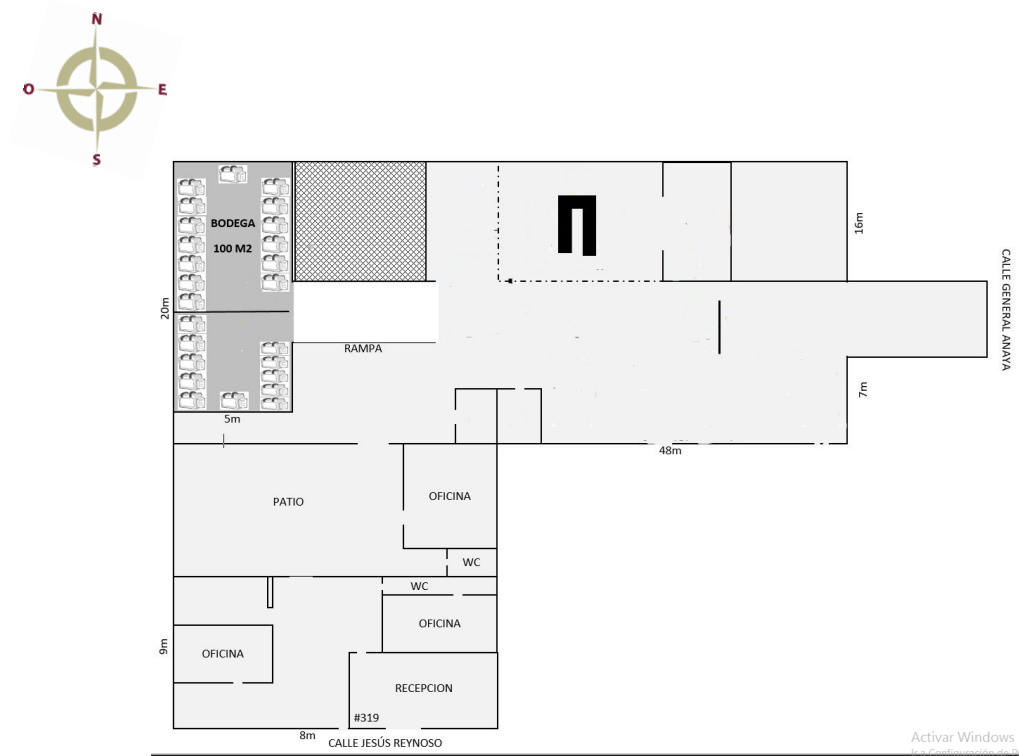 N
O
E
S
BODEGA
100 M2
16m
CALLE GENERAL ANAYA
20m
RAMPA
7m
5m
48m
PATIO
OFICINA
WC
WC
OFICINA
9m
OFICINA
RECEPCION
#319
8m
CALLE JESÚS REYNOSO
Activar Windows